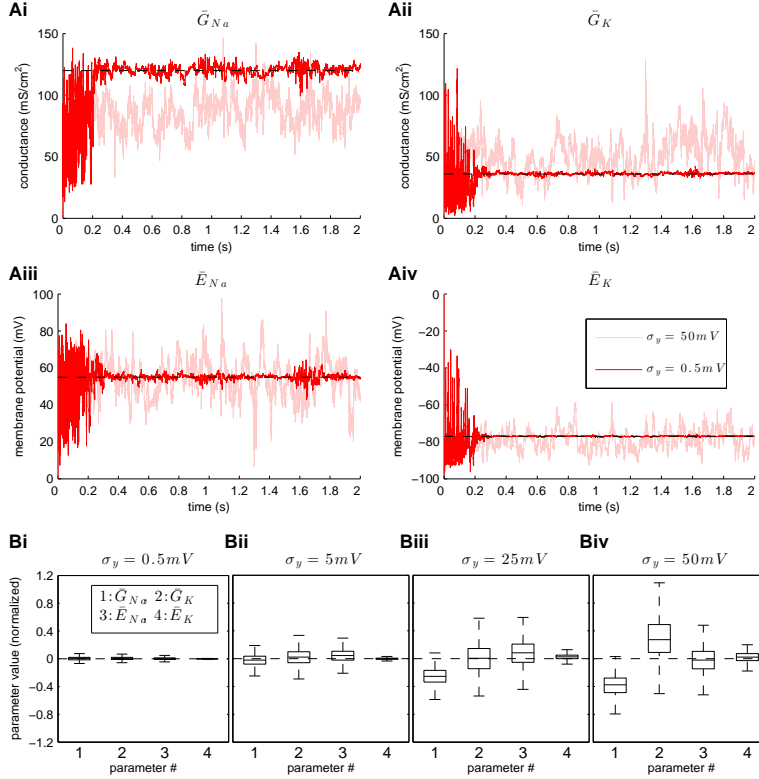 Ai
Ḡ_Na
conductance (mS/cm²)
150
100
50
0
0 0.2 0.4 0.6 0.8 1 1.2 1.4 1.6 1.8 2
time (s)
Aii
Ḡ_K
conductance (mS/cm²)
150
100
50
0
0 0.2 0.4 0.6 0.8 1 1.2 1.4 1.6 1.8 2
time (s)
Aiii
Ē_Na
membrane potential (mV)
100
80
60
40
20
0
0 0.2 0.4 0.6 0.8 1 1.2 1.4 1.6 1.8 2
time (s)
Aiv
Ē_K
membrane potential (mV)
0
−20
−40
−60
−80
−100
σ_y = 50mV
σ_y = 0.5mV
0 0.2 0.4 0.6 0.8 1 1.2 1.4 1.6 1.8 2
time (s)
Bi
σ_y = 0.5mV
parameter value (normalized)
1.2
0.8
0.4
0
−0.4
−0.8
−1.2
1:Ḡ_Na, 2:Ḡ_K
3:Ē_Na, 4:Ē_K
1 2 3 4
parameter #
Bii
σ_y = 5mV
1 2 3 4
parameter #
Biii
σ_y = 25mV
1 2 3 4
parameter #
Biv
σ_y = 50mV
1 2 3 4
parameter #